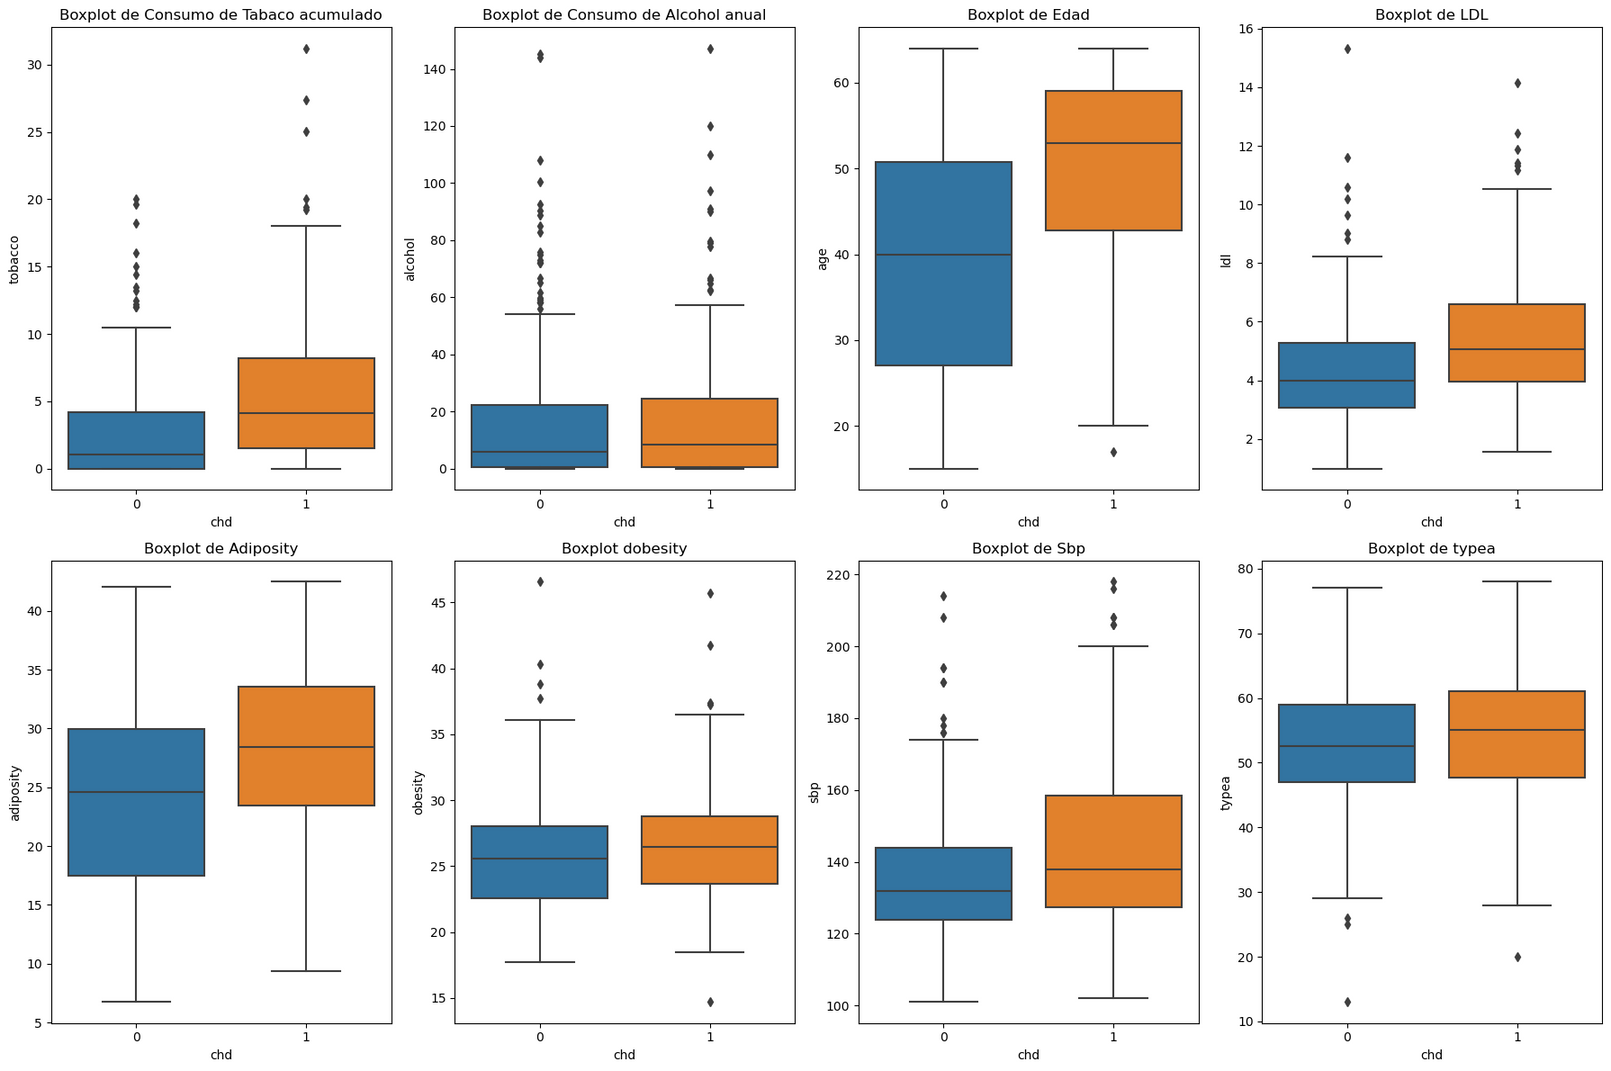 Boxplot de Consumo de Tabaco acumulado
30
25
20
15
10
5
0
tobacco
0 1
chd
Boxplot de Consumo de Alcohol anual
140
120
100
80
60
40
20
0
alcohol
0 1
chd
Boxplot de Edad
60
50
40
30
20
age
0 1
chd
Boxplot de LDL
16
14
12
10
8
6
4
2
ldl
0 1
chd
Boxplot de Adiposity
40
35
30
25
20
15
10
5
adiposity
0 1
chd
Boxplot dobesity
45
40
35
30
25
20
15
obesity
0 1
chd
Boxplot de Sbp
220
200
180
160
140
120
100
sbp
0 1
chd
Boxplot de typea
80
70
60
50
40
30
20
10
typea
0 1
chd